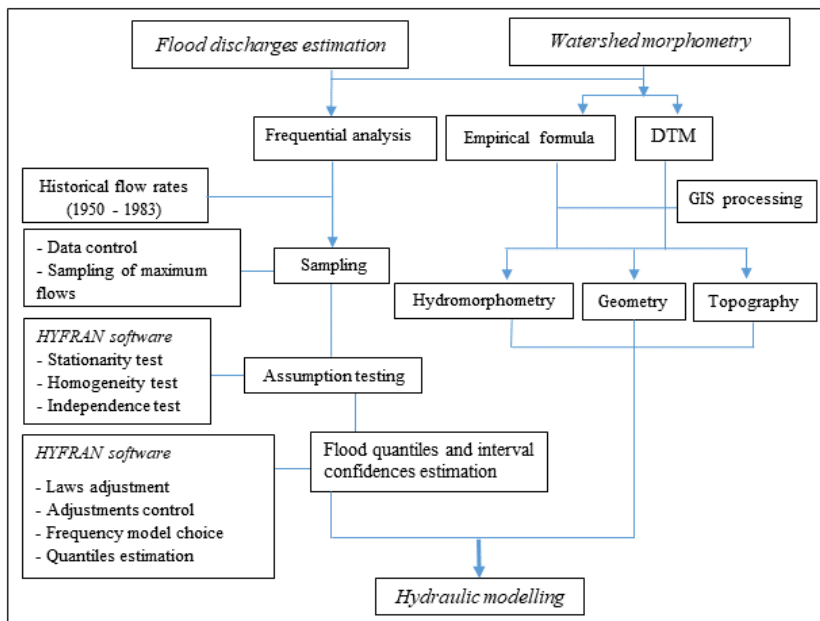 Flood discharges estimation
Watershed morphometry
Frequential analysis
Empirical formula
DTM
Historical flow rates
(1950 - 1983)
GIS processing
- Data control
- Sampling of maximum
flows
Sampling
Hydromorphometry
Geometry
Topography
HYFRAN software
- Stationarity test
- Homogeneity test
- Independence test
Assumption testing
HYFRAN software
- Laws adjustment
- Adjustments control
- Frequency model choice
- Quantiles estimation
Flood quantiles and interval
confidences estimation
Hydraulic modelling